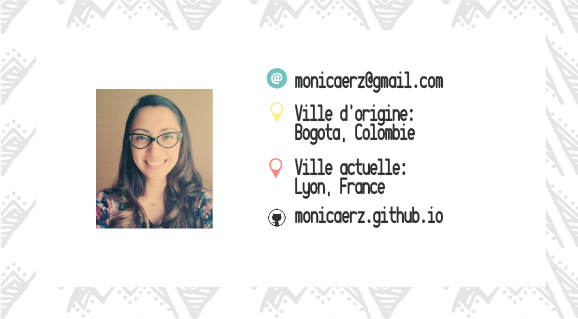 monicaerz@gmail.com
Ville d'origine:
Bogota, Colombie
Ville actuelle:
Lyon, France
monicaerz.github.io